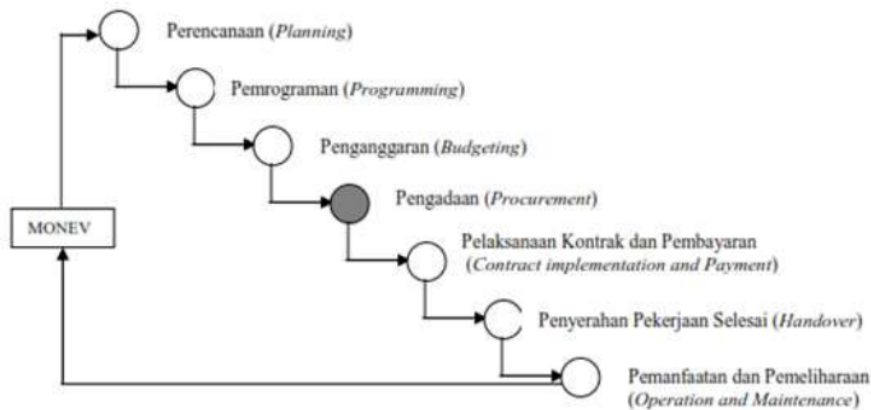 Perencanaan (Planning)
Pemrograman (Programming)
Penganggaran (Budgeting)
Pengadaan (Procurement)
MONEV
Pelaksanaan Kontrak dan Pembayaran
(Contract implementation and Payment)
Penyerahan Pekerjaan Selesai (Handover)
Pemanfaatan dan Pemeliharaan
(Operation and Maintenance)